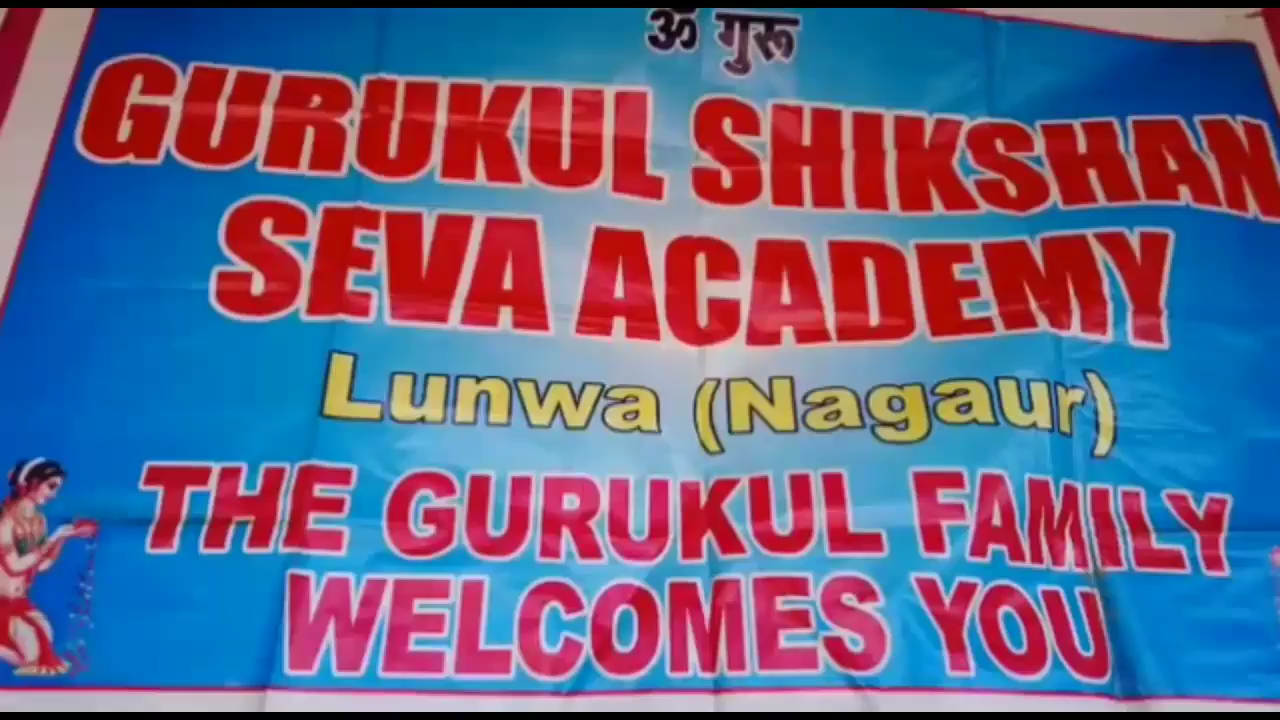 ॐ गुरू
GURUKUL SHIKSHAN
SEVA ACADEMY
Lunwa (Nagaur)
THE GURUKUL FAMILY
WELCOMES YOU